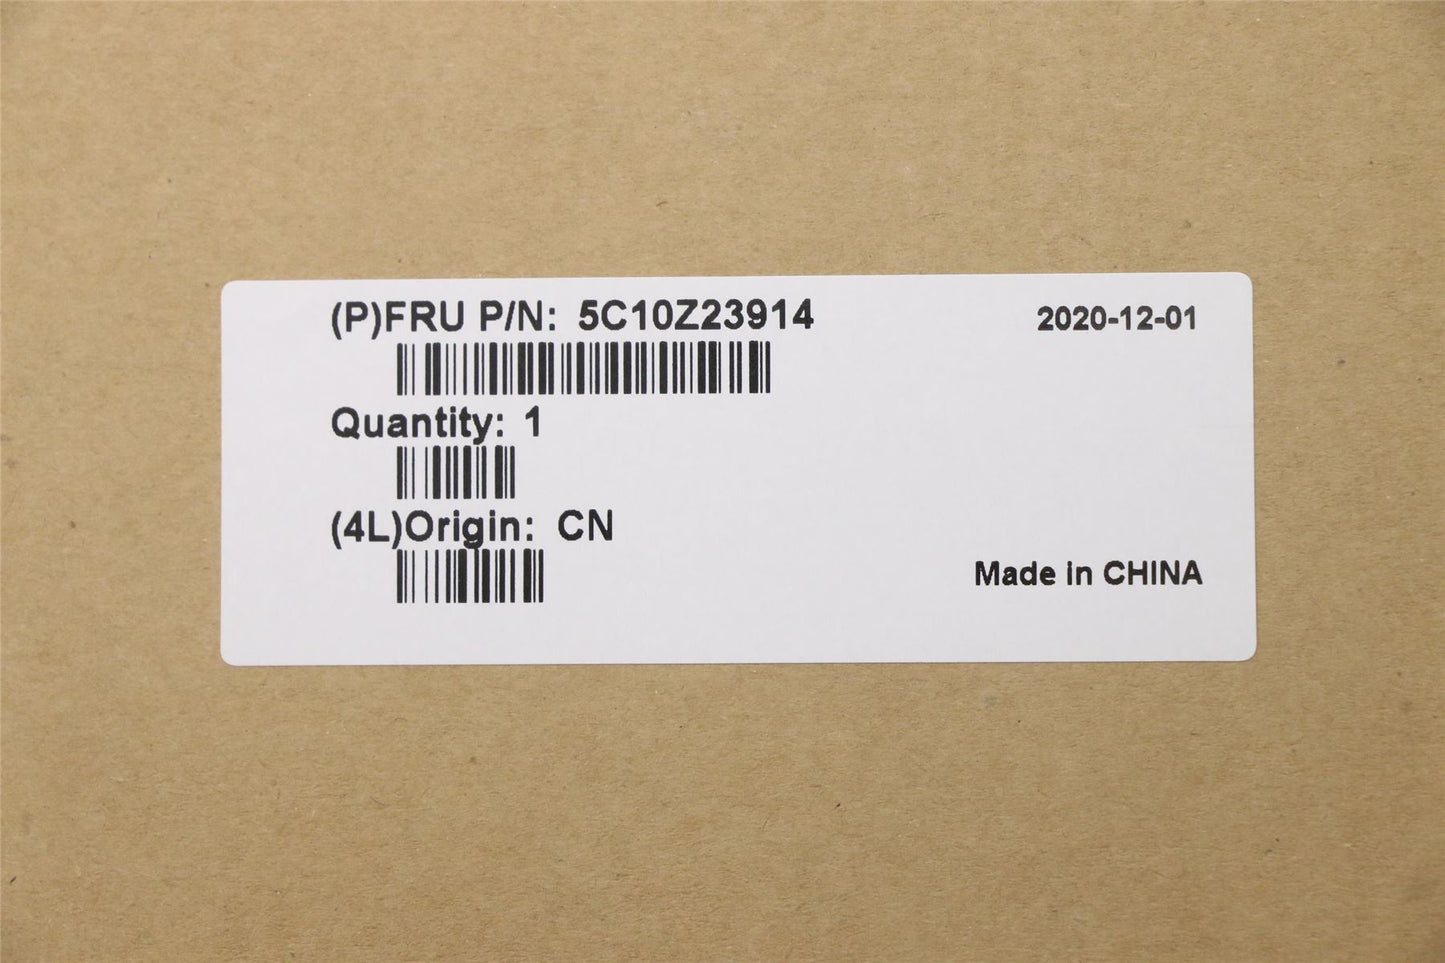 (P)FRU P/N: 5C10Z23914
2020-12-01
Quantity: 1
(4L)Origin: CN
Made in CHINA